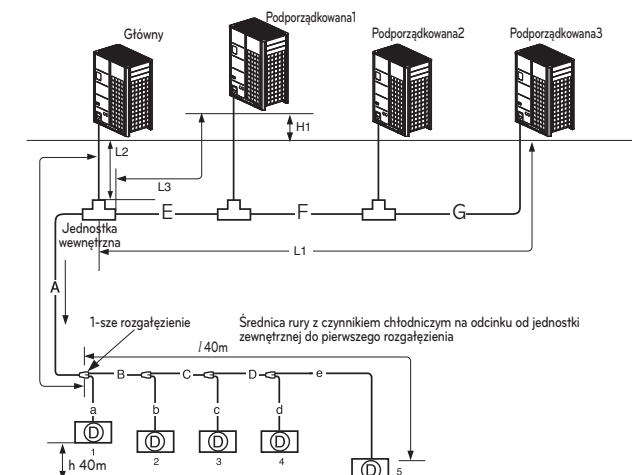 Główny
Podporządkowana1
Podporządkowana2
Podporządkowana3
H1
L2
L3
E
F
G
Jednostka
wewnętrzna
L1
A
1-sze rozgałęzienie
Średnica rury z czynnikiem chłodniczym na odcinku od jednostki
zewnętrznej do pierwszego rozgałęzienia
l 40m
B
C
D
e
a
b
c
d
D
D
D
D
D
1
2
3
4
5
h 40m